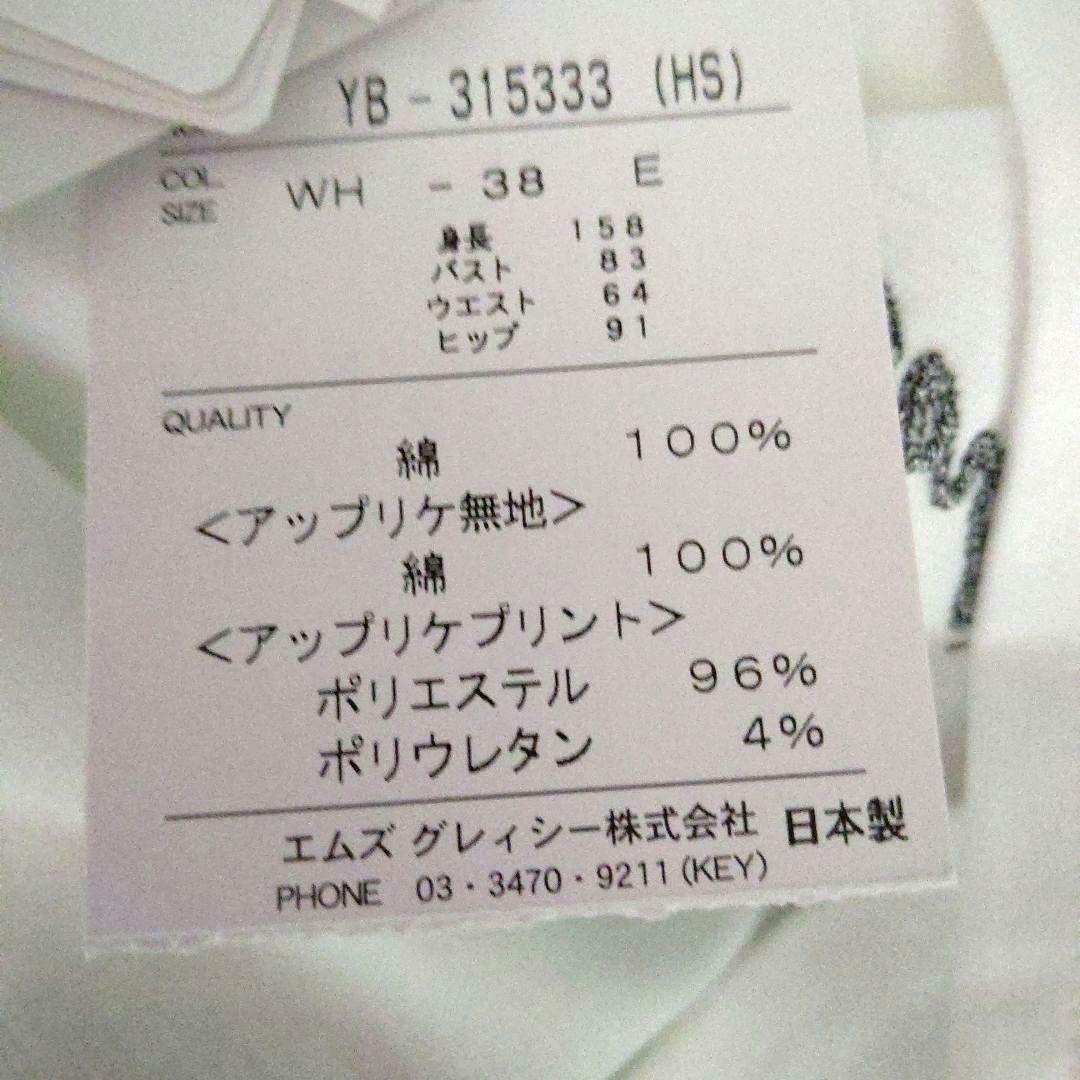 YB - 315333 (HS)
COL WH - 38 E
SIZE
身長 158
バスト 83
ウエスト 64
ヒップ 91
QUALITY
綿 100%
<アップリケ無地>
綿 100%
<アップリケプリント>
ポリエステル 96%
ポリウレタン 4%
エムズ グレィシー株式会社 日本製
PHONE 03・3470・9211(KEY)